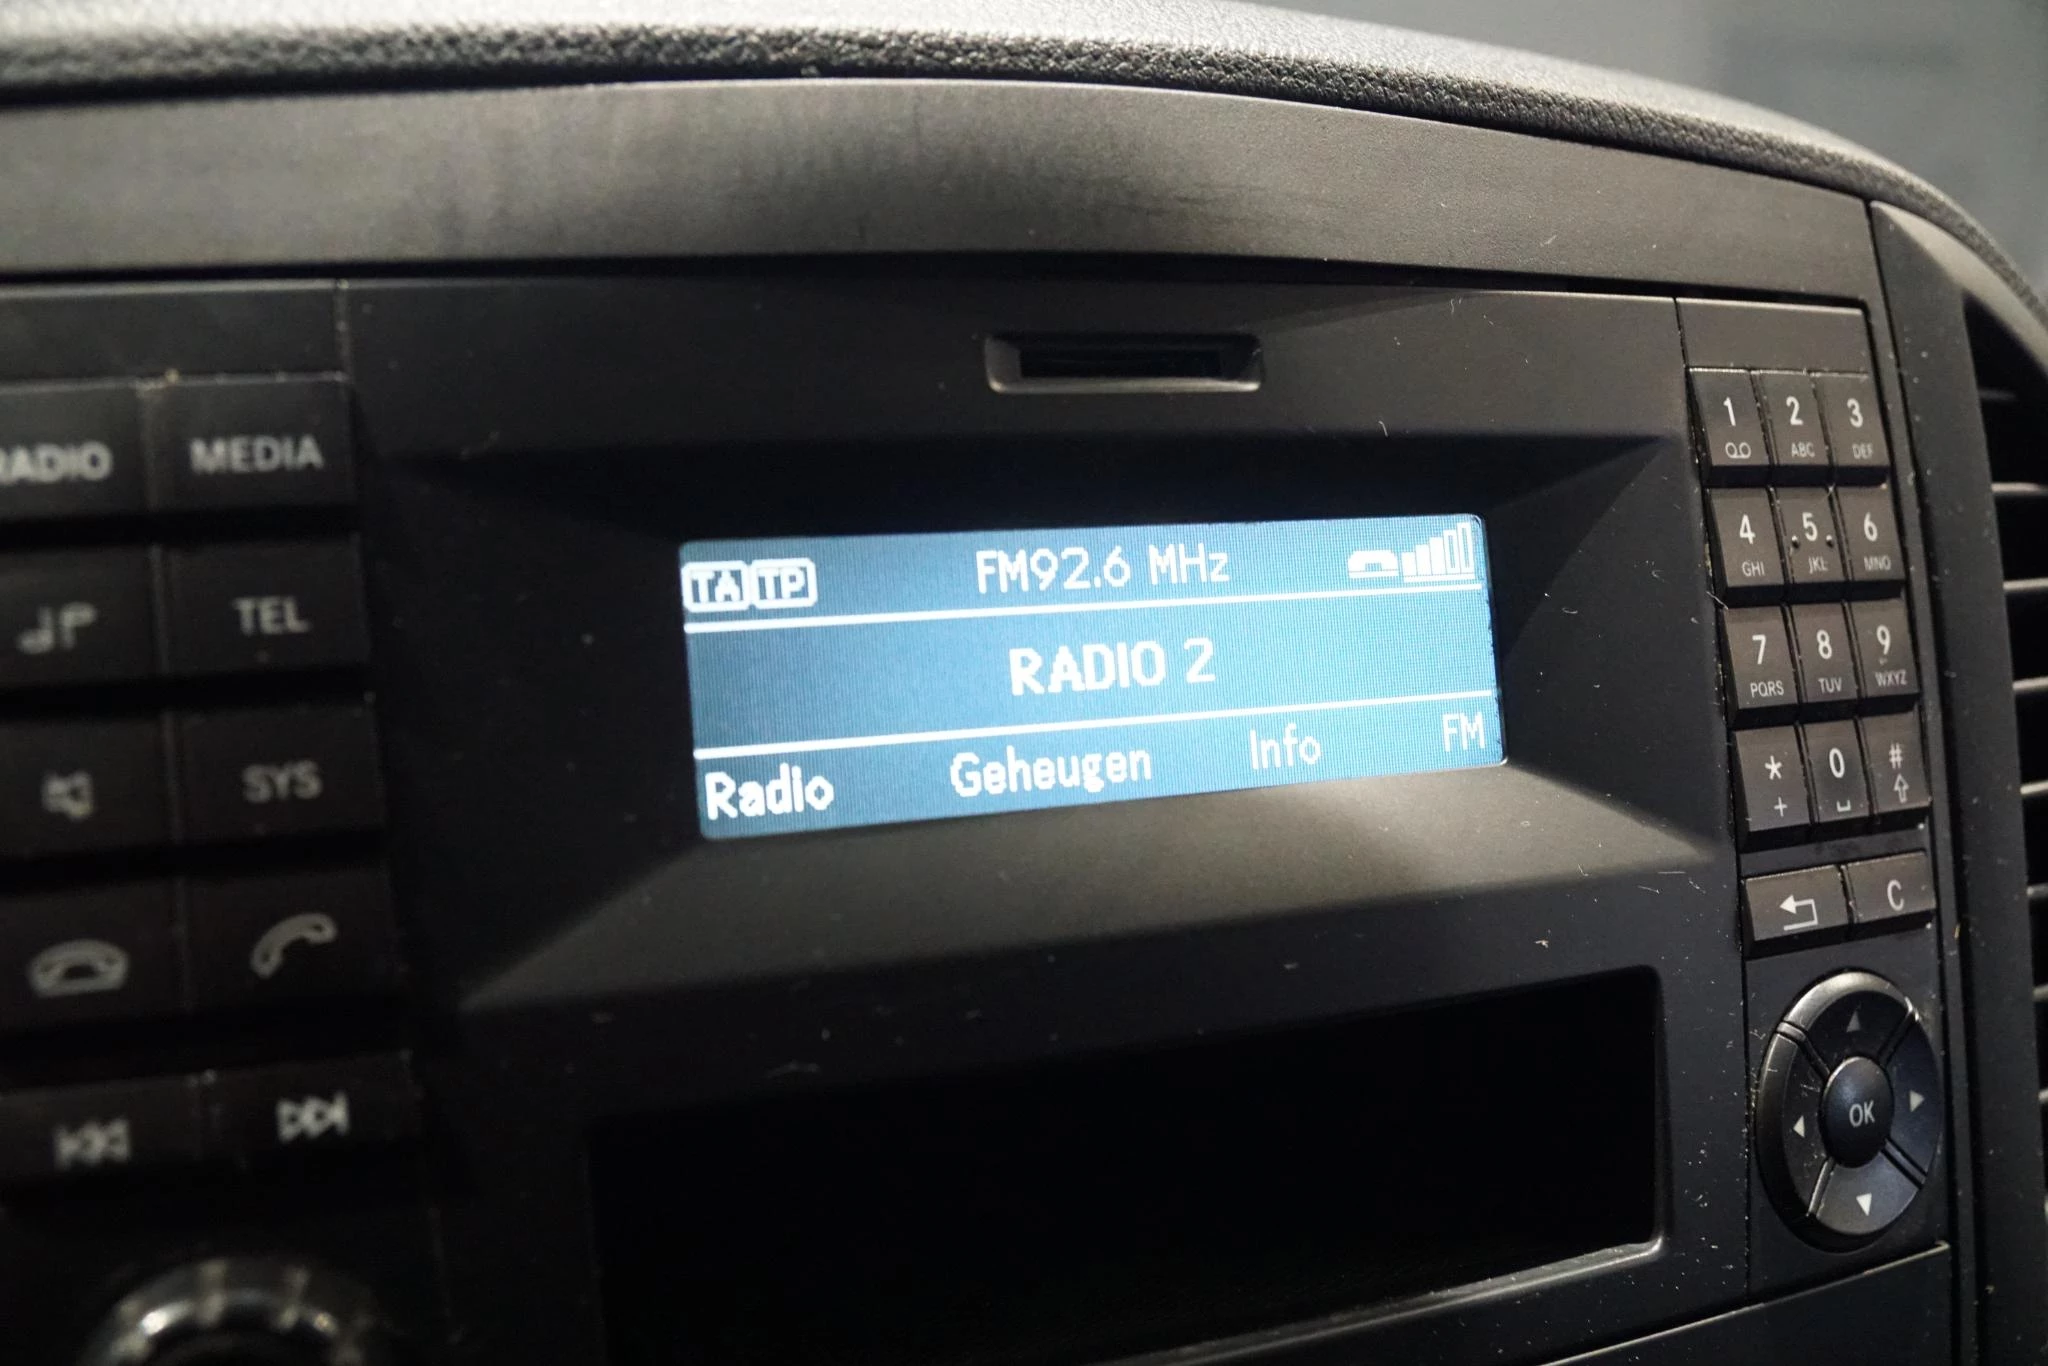 RADIO MEDIA
TEL
SYS
TA TP FM92.6 MHz
RADIO 2
Radio Geheugen Info FM
1 2 3
ABC DEF
4 5 6
GHI JKL MNO
7 8 9
PQRS TUV WXYZ
* 0 #
+
C
OK